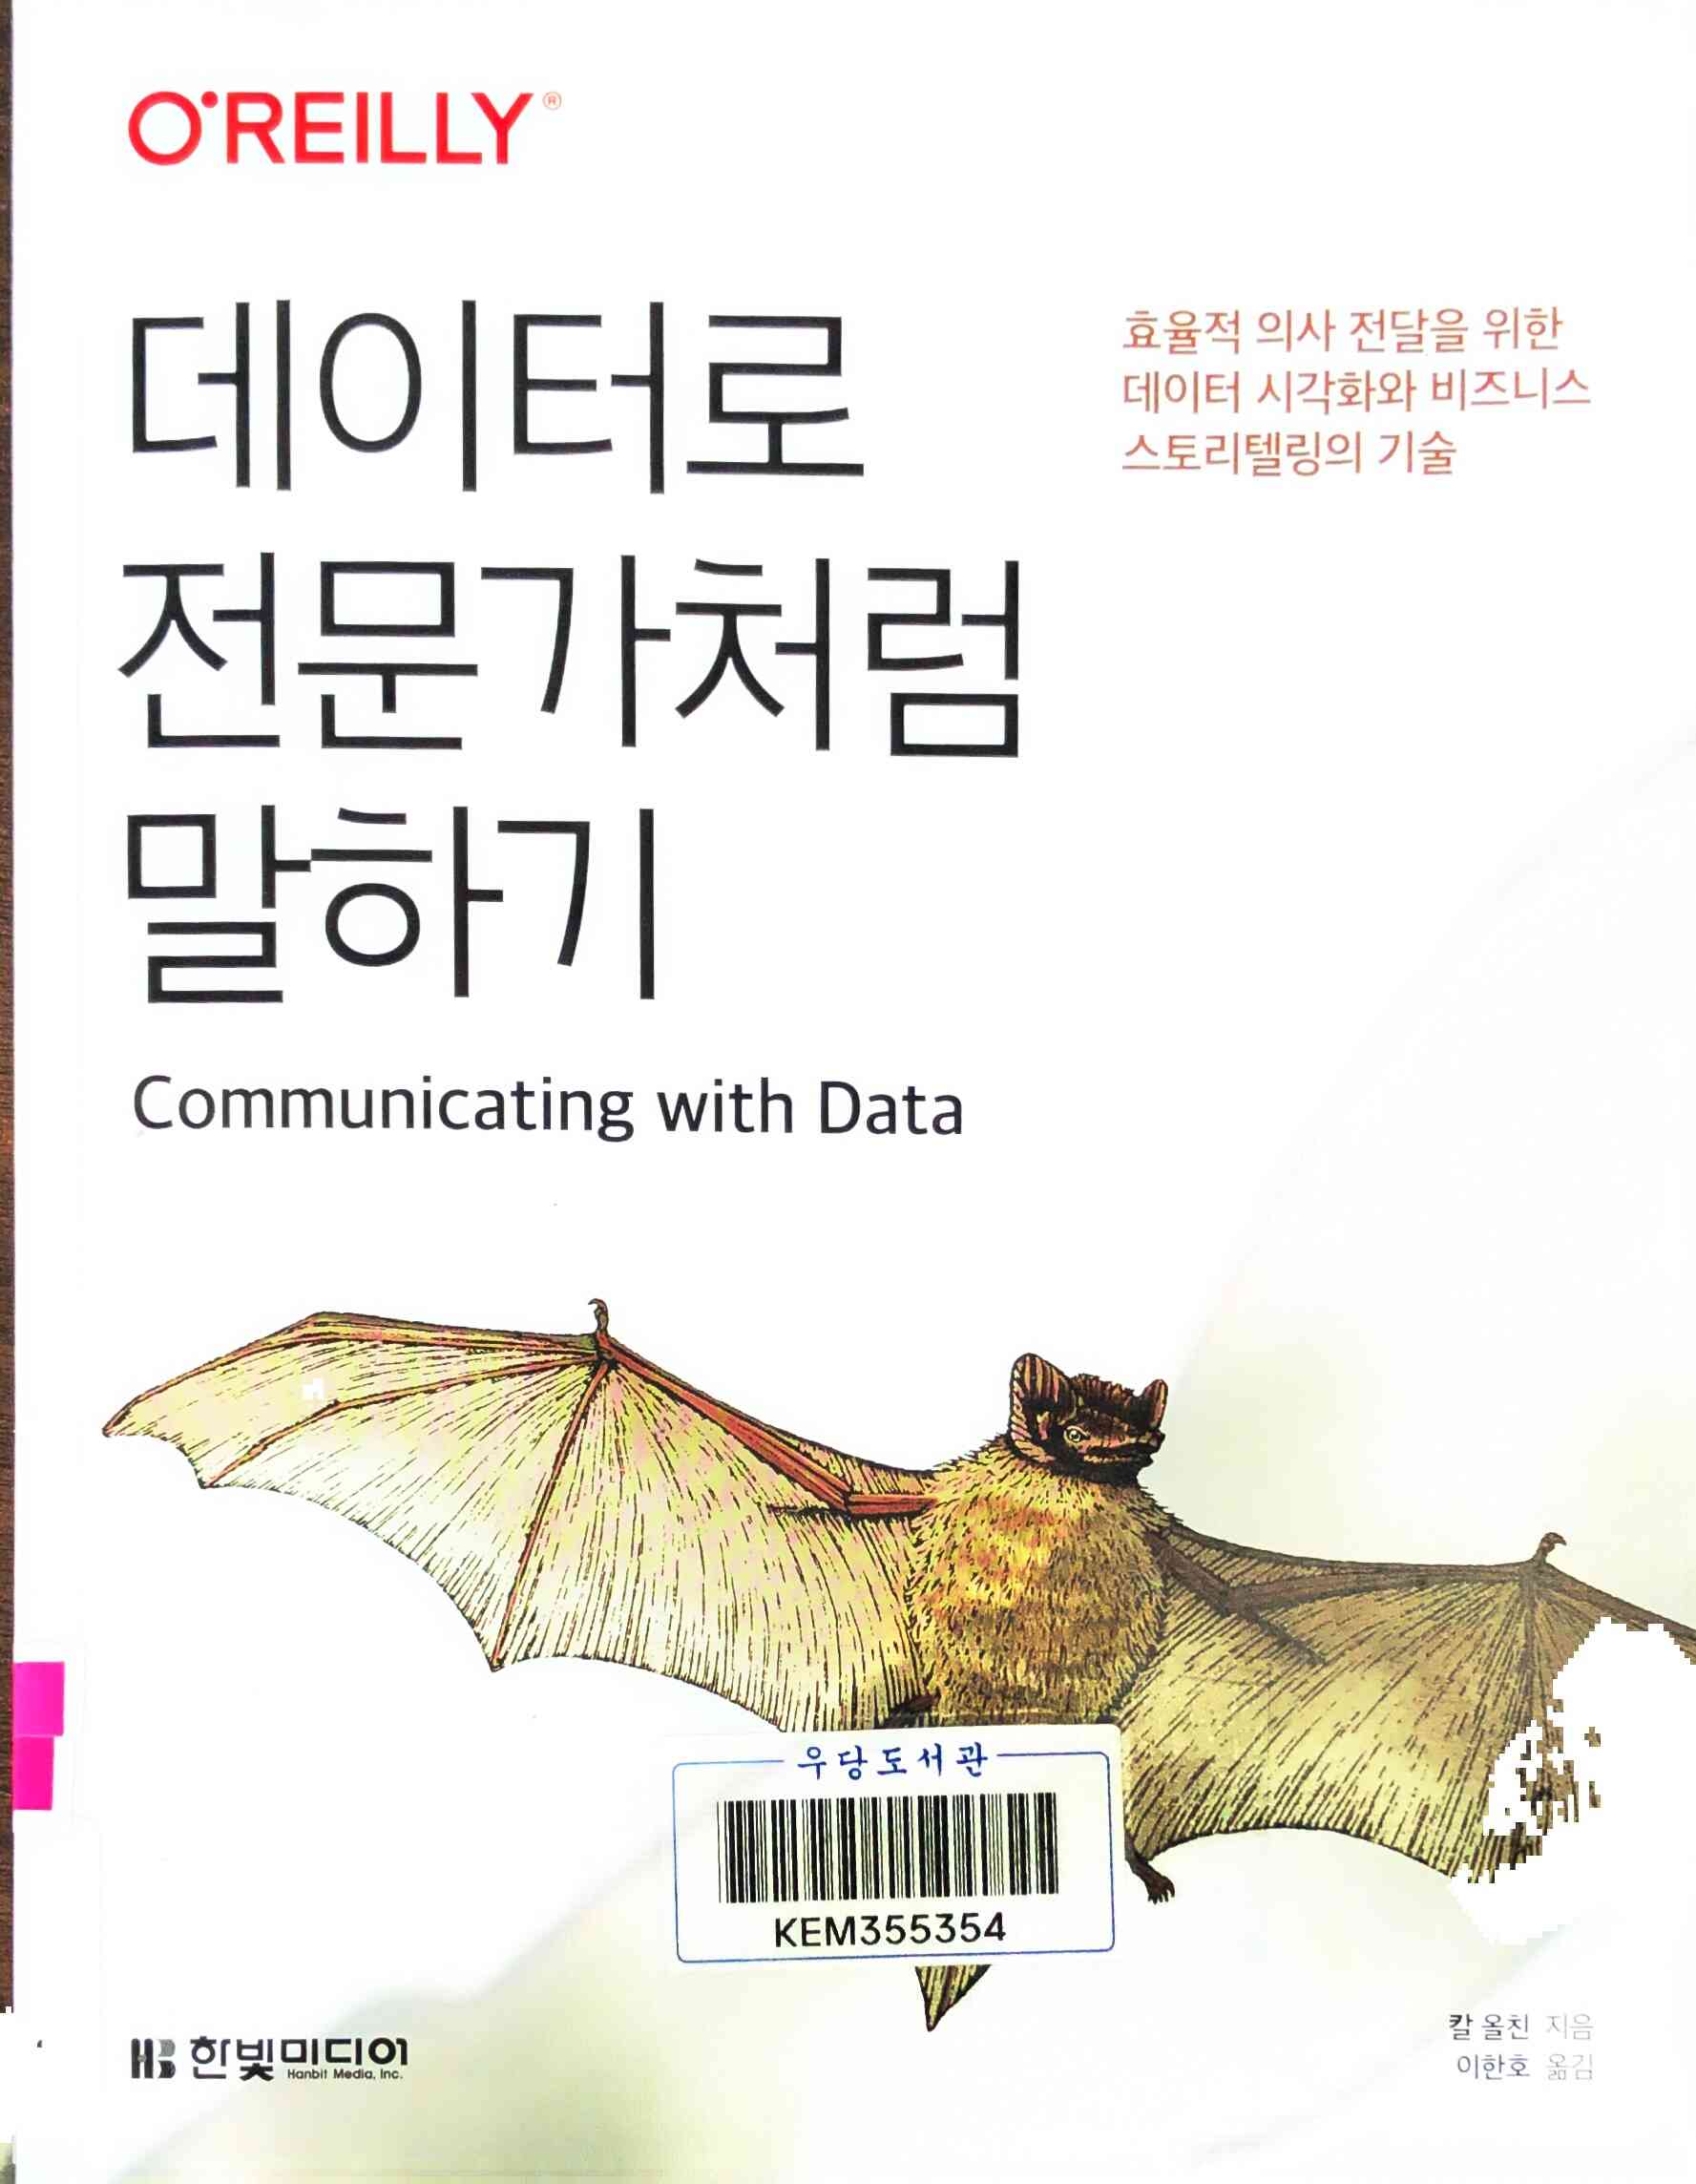 O'REILLY®
데이터로
전문가처럼
말하기
효율적 의사 전달을 위한
데이터 시각화와 비즈니스
스토리텔링의 기술
Communicating with Data
우당도서관
KEM355354
HB 한빛미디어
Hanbit Media, Inc.
칼 올친 지음
이한호 옮김